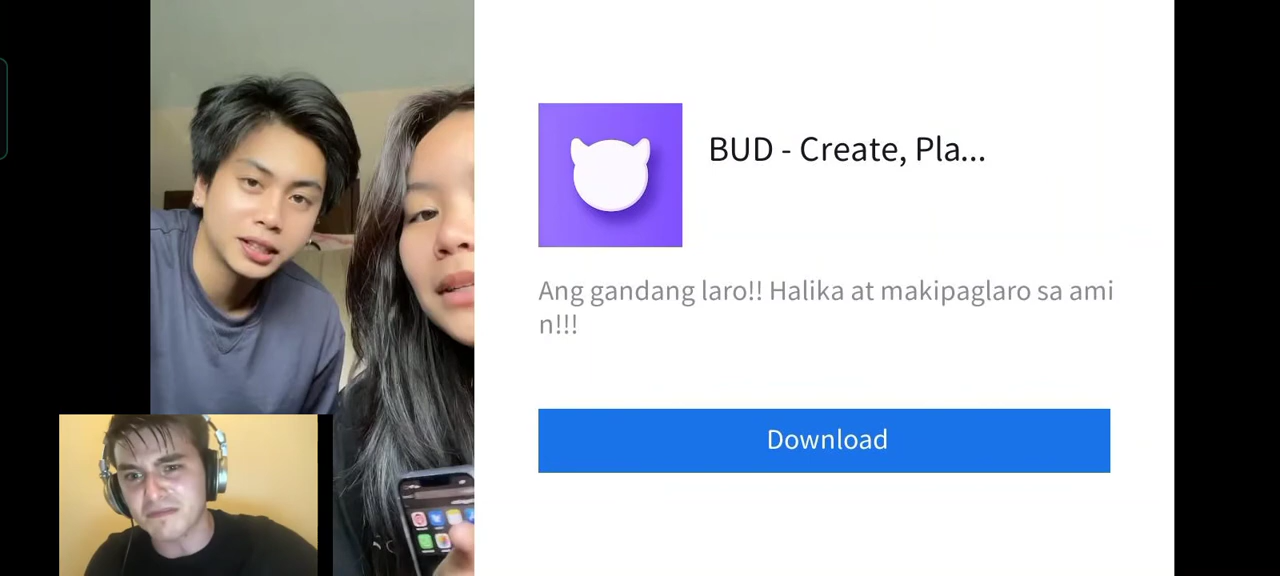 BUD - Create, Pla...
Ang gandang laro!! Halika at makipaglaro sa ami
n!!!
Download